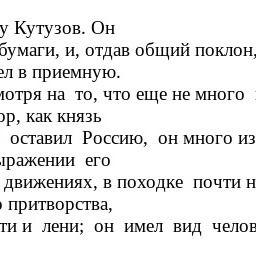 у Кутузов. Он
бумаги, и, отдав общий поклон,
ел в приемную.
мотря на то, что еще не много
ор, как князь
оставил Россию, он много из
ыражении его
движениях, в походке почти н
о притворства,
ти и лени; он имел вид челов